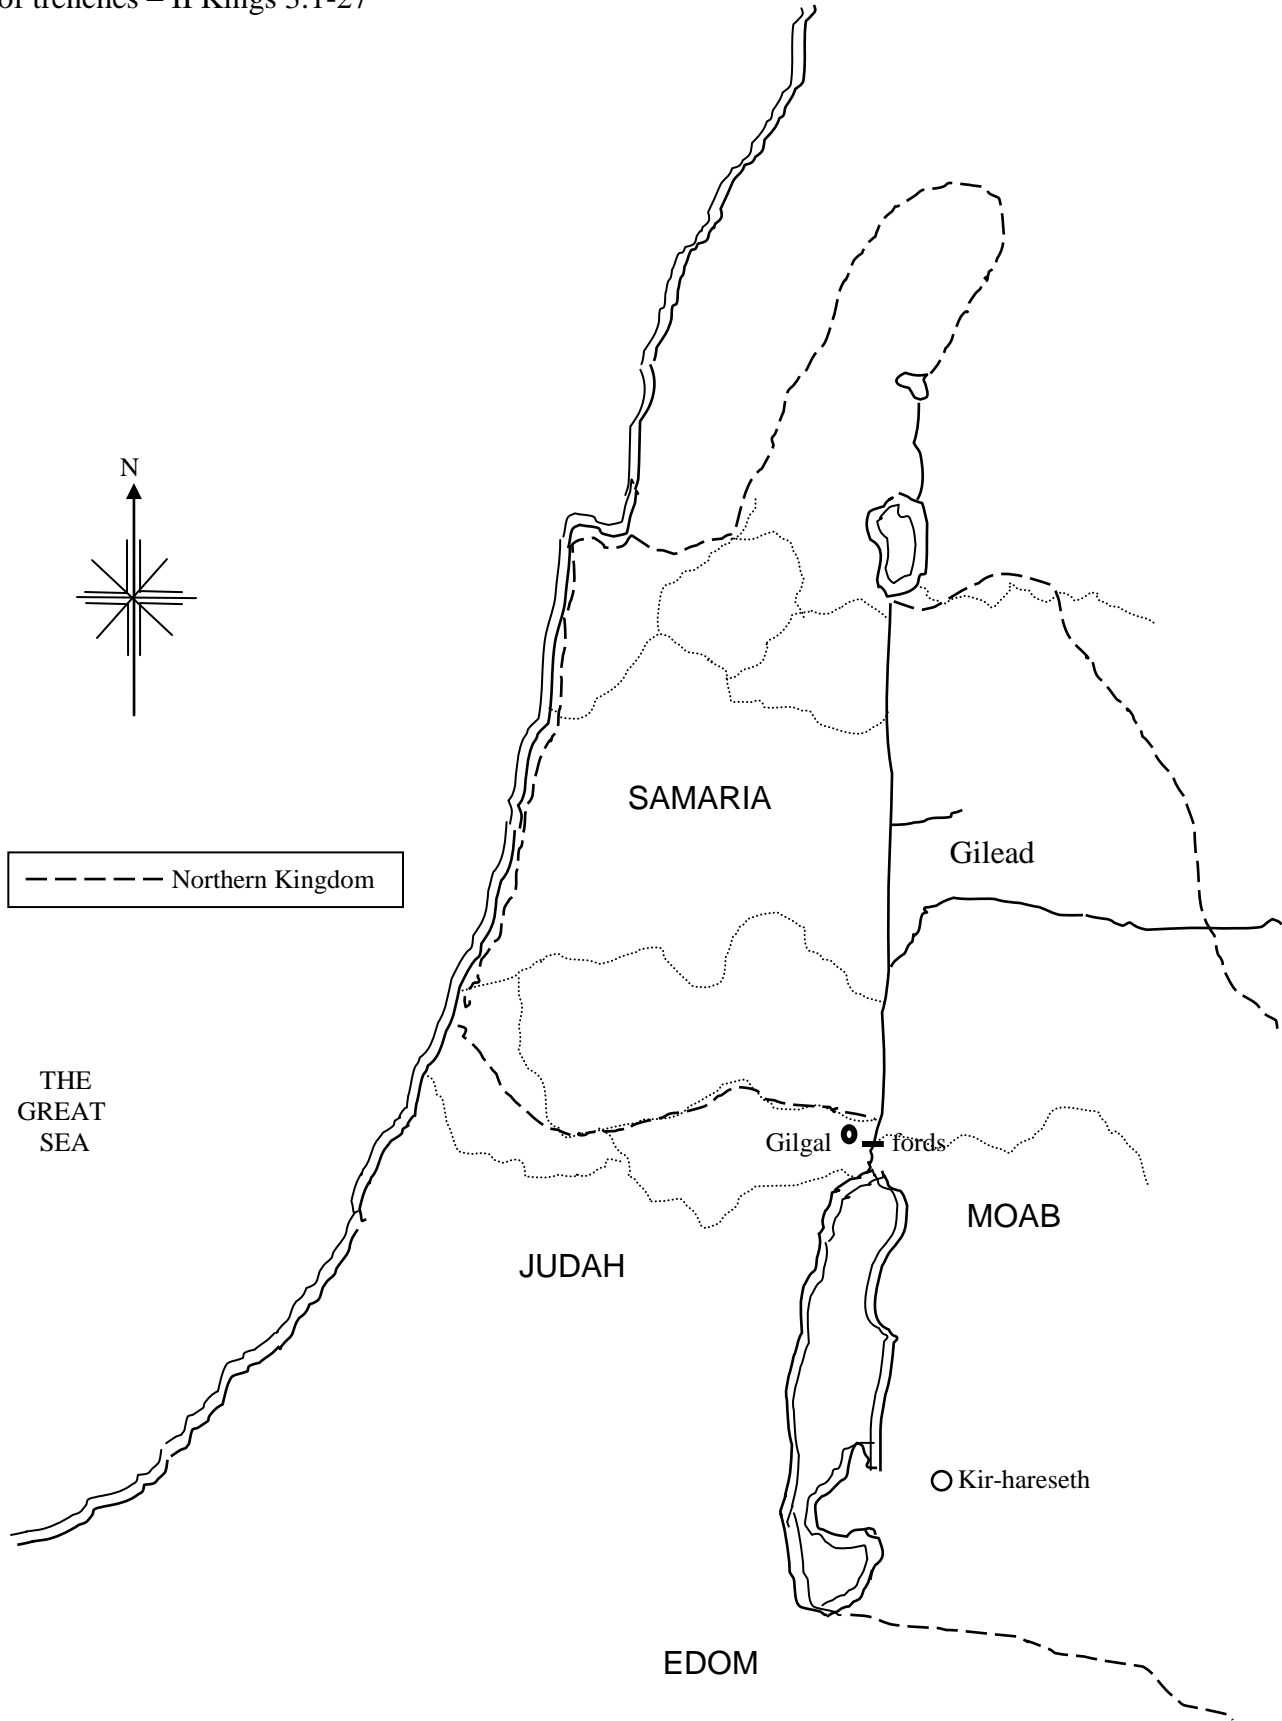 of trenches – II Kings 3:1-27
N
SAMARIA
Gilead
Northern Kingdom
THE
GREAT
SEA
Gilgal
fords
MOAB
JUDAH
Kir-hareseth
EDOM